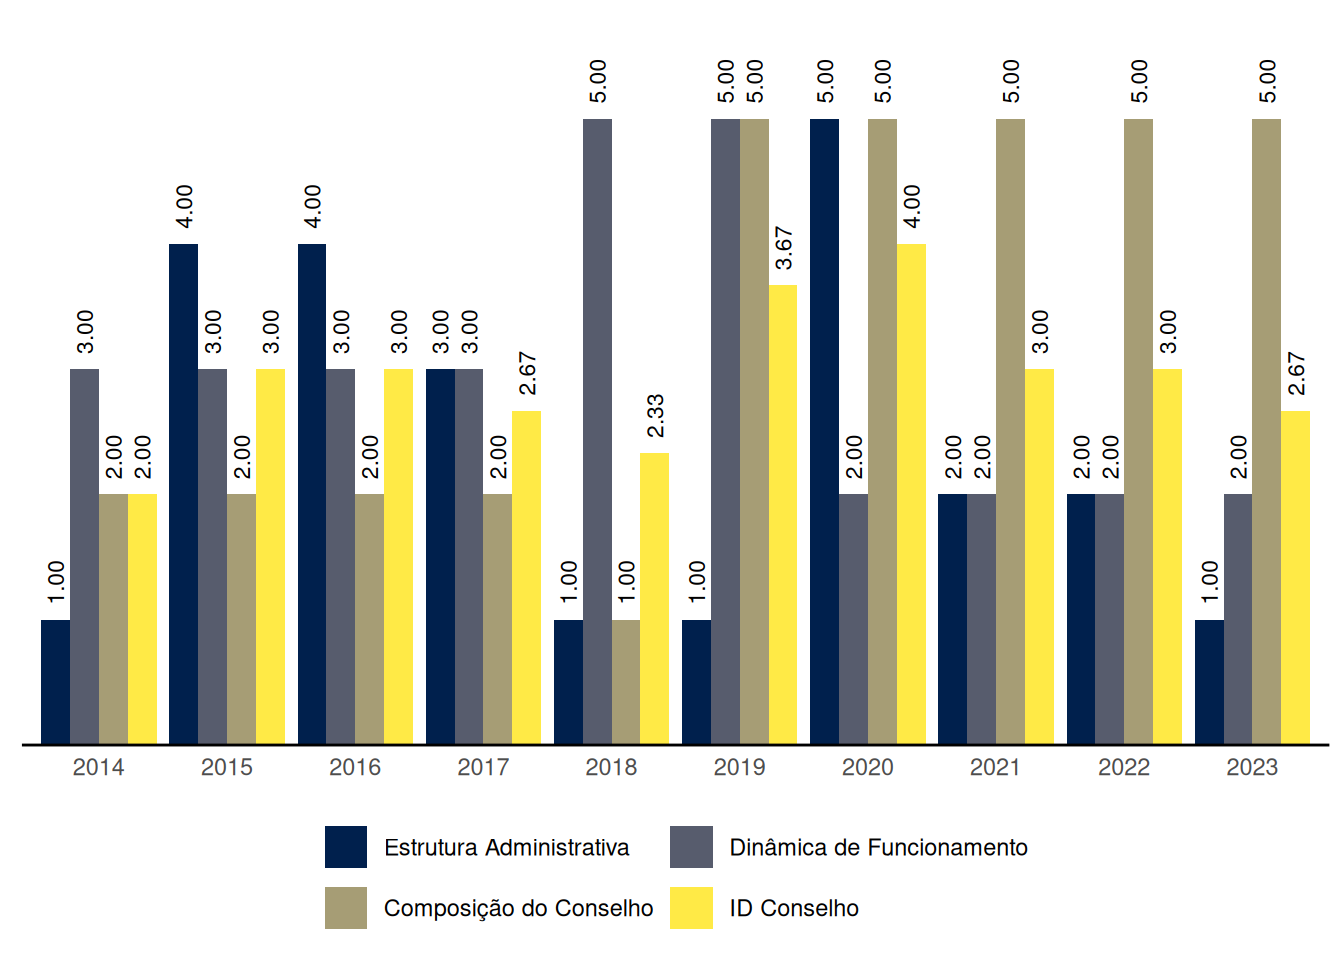 1.00 3.00 2.00 2.00
4.00 3.00 2.00 3.00
4.00 3.00 2.00 3.00
3.00 3.00 2.00 2.67
1.00 5.00 1.00 2.33
1.00 5.00 5.00 3.67
5.00 2.00 5.00 4.00
2.00 2.00 5.00 3.00
2.00 2.00 5.00 3.00
1.00 2.00 5.00 2.67
2014 2015 2016 2017 2018 2019 2020 2021 2022 2023
Estrutura Administrativa Dinâmica de Funcionamento
Composição do Conselho ID Conselho